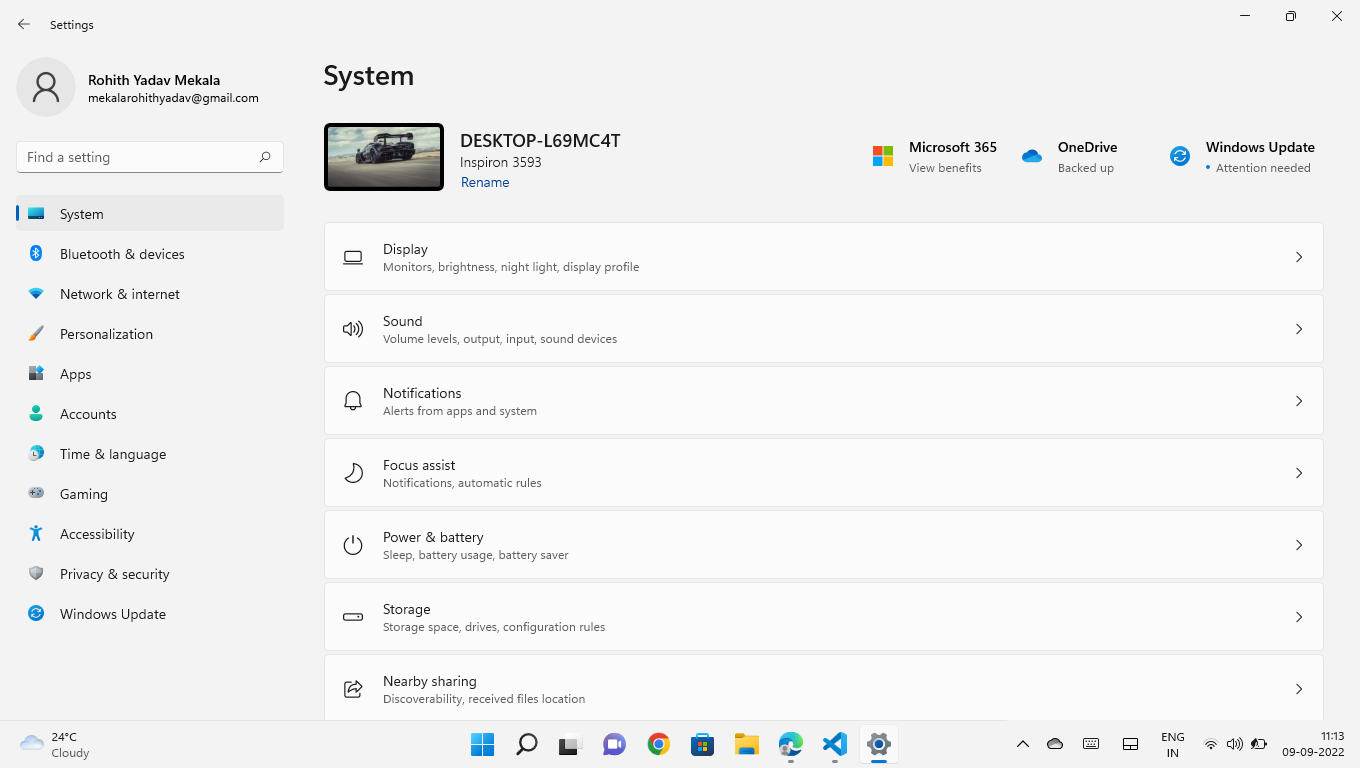 Settings
Rohith Yadav Mekala
mekalarohithyadav@gmail.com
Find a setting
System
Bluetooth & devices
Network & internet
Personalization
Apps
Accounts
Time & language
Gaming
Accessibility
Privacy & security
Windows Update
System
DESKTOP-L69MC4T
Inspiron 3593
Rename
Microsoft 365
View benefits
OneDrive
Backed up
Windows Update
• Attention needed
Display
Monitors, brightness, night light, display profile
Sound
Volume levels, output, input, sound devices
Notifications
Alerts from apps and system
Focus assist
Notifications, automatic rules
Power & battery
Sleep, battery usage, battery saver
Storage
Storage space, drives, configuration rules
Nearby sharing
Discoverability, received files location
24°C
Cloudy
ENG
IN
11:13
09-09-2022